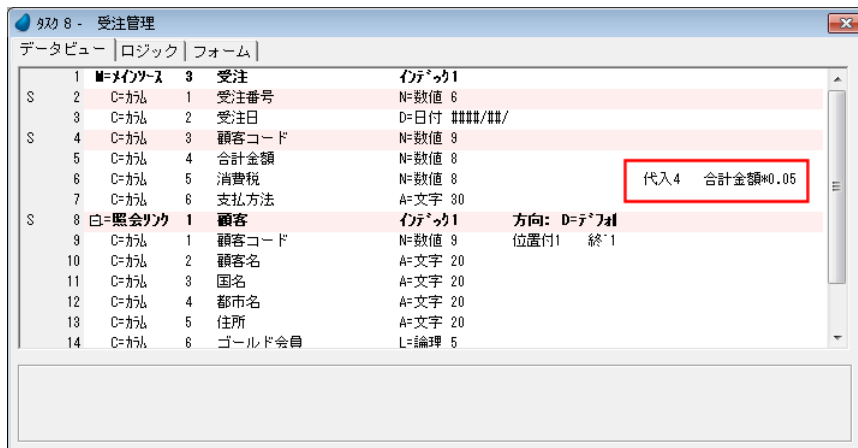 ﾀｽｸ 8 - 受注管理
データビュー ロジック フォーム
1 M=ﾒｲﾝｿｰｽ 3 受注 ｲﾝﾃﾞｯｸ1
S 2 C=ｶﾗﾑ 1 受注番号 N=数値 6
3 C=ｶﾗﾑ 2 受注日 D=日付 ####/##/
S 4 C=ｶﾗﾑ 3 顧客コード N=数値 9
5 C=ｶﾗﾑ 4 合計金額 N=数値 8
6 C=ｶﾗﾑ 5 消費税 N=数値 8 代入4 合計金額*0.05
7 C=ｶﾗﾑ 6 支払方法 A=文字 30
S 8 =照会ﾘﾝｸ 1 顧客 ｲﾝﾃﾞｯｸ1 方向: D=ﾃﾞﾌｫﾙ
9 C=ｶﾗﾑ 1 顧客コード N=数値 9 位置付1 終ﾞ1
10 C=ｶﾗﾑ 2 顧客名 A=文字 20
11 C=ｶﾗﾑ 3 国名 A=文字 20
12 C=ｶﾗﾑ 4 都市名 A=文字 20
13 C=ｶﾗﾑ 5 住所 A=文字 20
14 C=ｶﾗﾑ 6 ゴールド会員 L=論理 5